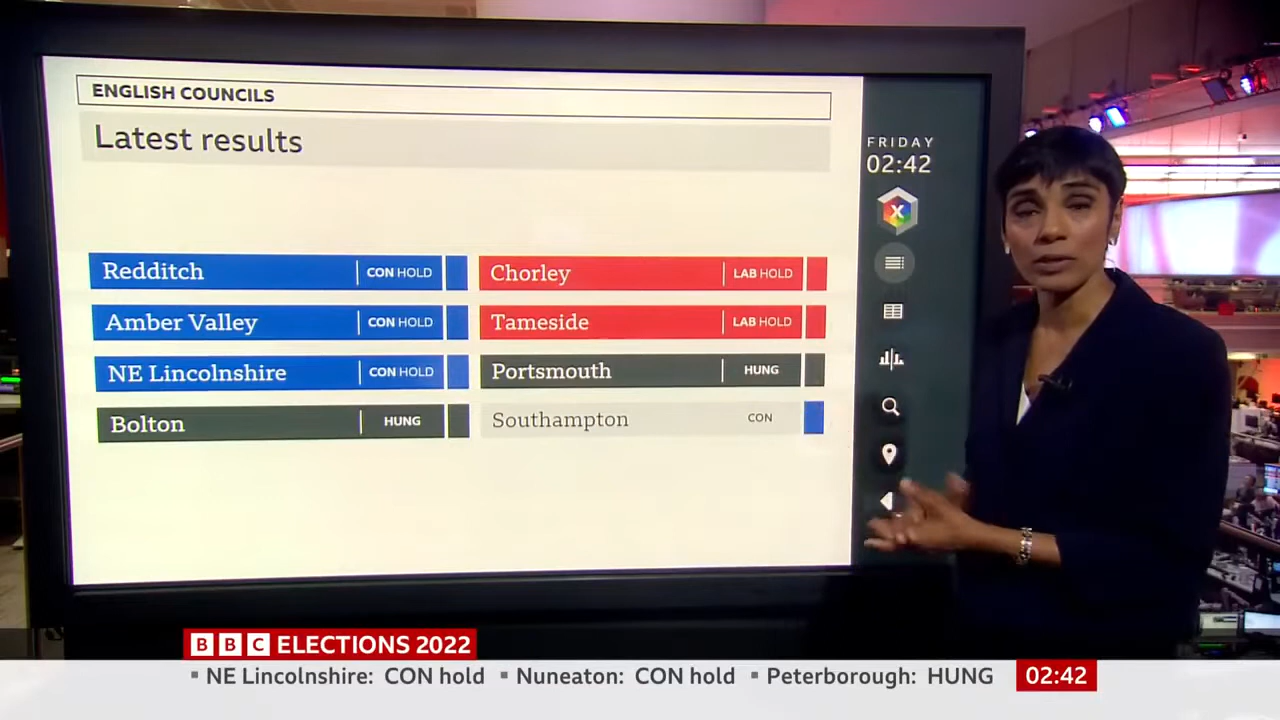 ENGLISH COUNCILS
Latest results
FRIDAY
02:42
X
Redditch CON HOLD
Chorley LAB HOLD
Amber Valley CON HOLD
Tameside LAB HOLD
NE Lincolnshire CON HOLD
Portsmouth HUNG
Bolton HUNG
Southampton CON
BBC ELECTIONS 2022
▪ NE Lincolnshire: CON hold ▪ Nuneaton: CON hold ▪ Peterborough: HUNG 02:42